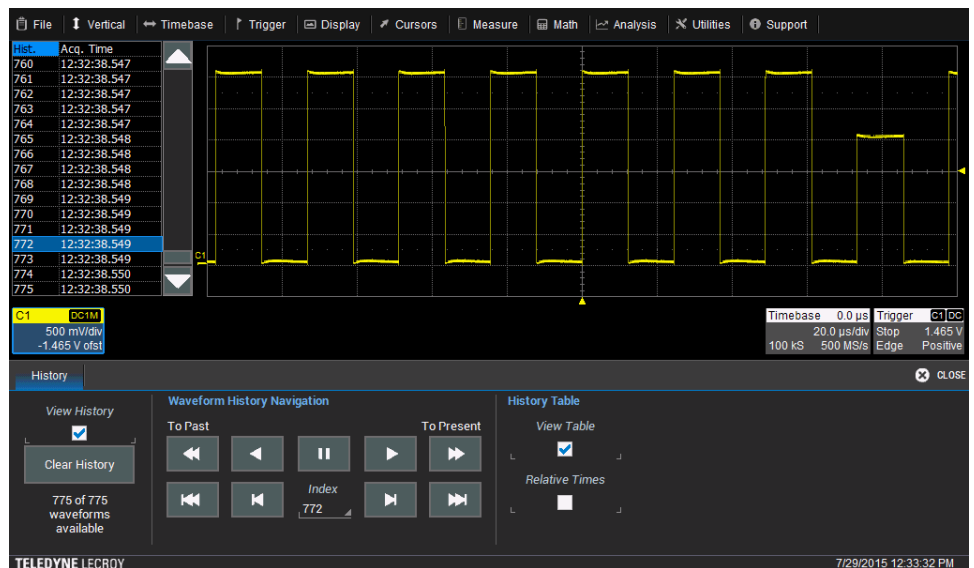 File Vertical Timebase Trigger Display Cursors Measure Math Analysis Utilities Support
Hist. Acq. Time
760 12:32:38.547
761 12:32:38.547
762 12:32:38.547
763 12:32:38.547
764 12:32:38.547
765 12:32:38.548
766 12:32:38.548
767 12:32:38.548
768 12:32:38.548
769 12:32:38.549
770 12:32:38.549
771 12:32:38.549
772 12:32:38.549
773 12:32:38.549
774 12:32:38.550
775 12:32:38.550
C1
C1 DC1M
500 mV/div
-1.465 V ofst
Timebase 0.0 µs
20.0 µs/div
100 kS 500 MS/s
Trigger C1 DC
Stop 1.465 V
Edge Positive
History
CLOSE
View History
Clear History
775 of 775
waveforms
available
Waveform History Navigation
To Past To Present
Index
772
History Table
View Table
Relative Times
TELEDYNE LECROY
7/29/2015 12:33:32 PM